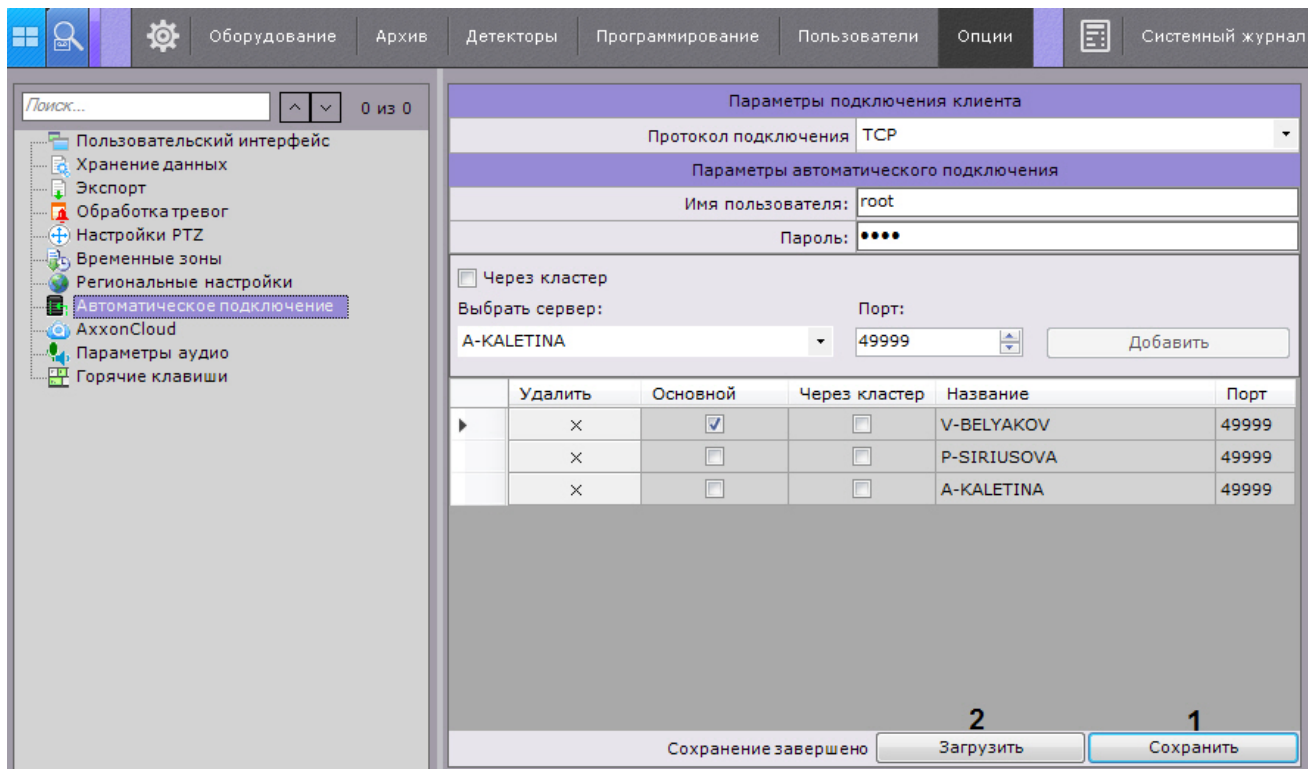 Оборудование Архив Детекторы Программирование Пользователи Опции Системный журнал
Поиск... 0 из 0
Пользовательский интерфейс
Хранение данных
Экспорт
Обработка тревог
Настройки PTZ
Временные зоны
Региональные настройки
Автоматическое подключение
AxxonCloud
Параметры аудио
Горячие клавиши
Параметры подключения клиента
Протокол подключения TCP
Параметры автоматического подключения
Имя пользователя: root
Пароль: ••••
Через кластер
Выбрать сервер: Порт:
A-KALETINA 49999 Добавить
Удалить Основной Через кластер Название Порт
× V-BELYAKOV 49999
× P-SIRIUSOVA 49999
× A-KALETINA 49999
2 1
Сохранение завершено Загрузить Сохранить